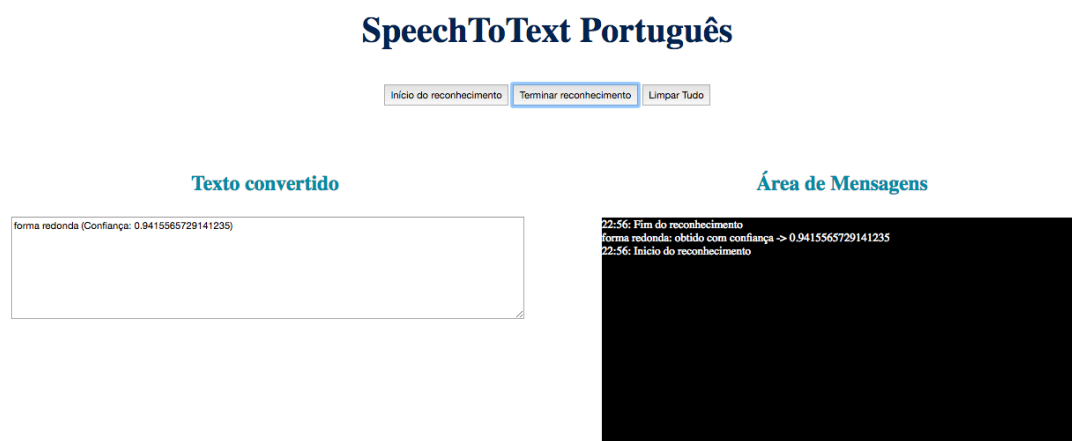 SpeechToText Português
Início do reconhecimento Terminar reconhecimento Limpar Tudo
Texto convertido
forma redonda (Confiança: 0.9415565729141235)
Área de Mensagens
22:56: Fim do reconhecimento
forma redonda: obtido com confiança -> 0.9415565729141235
22:56: Inicio do reconhecimento